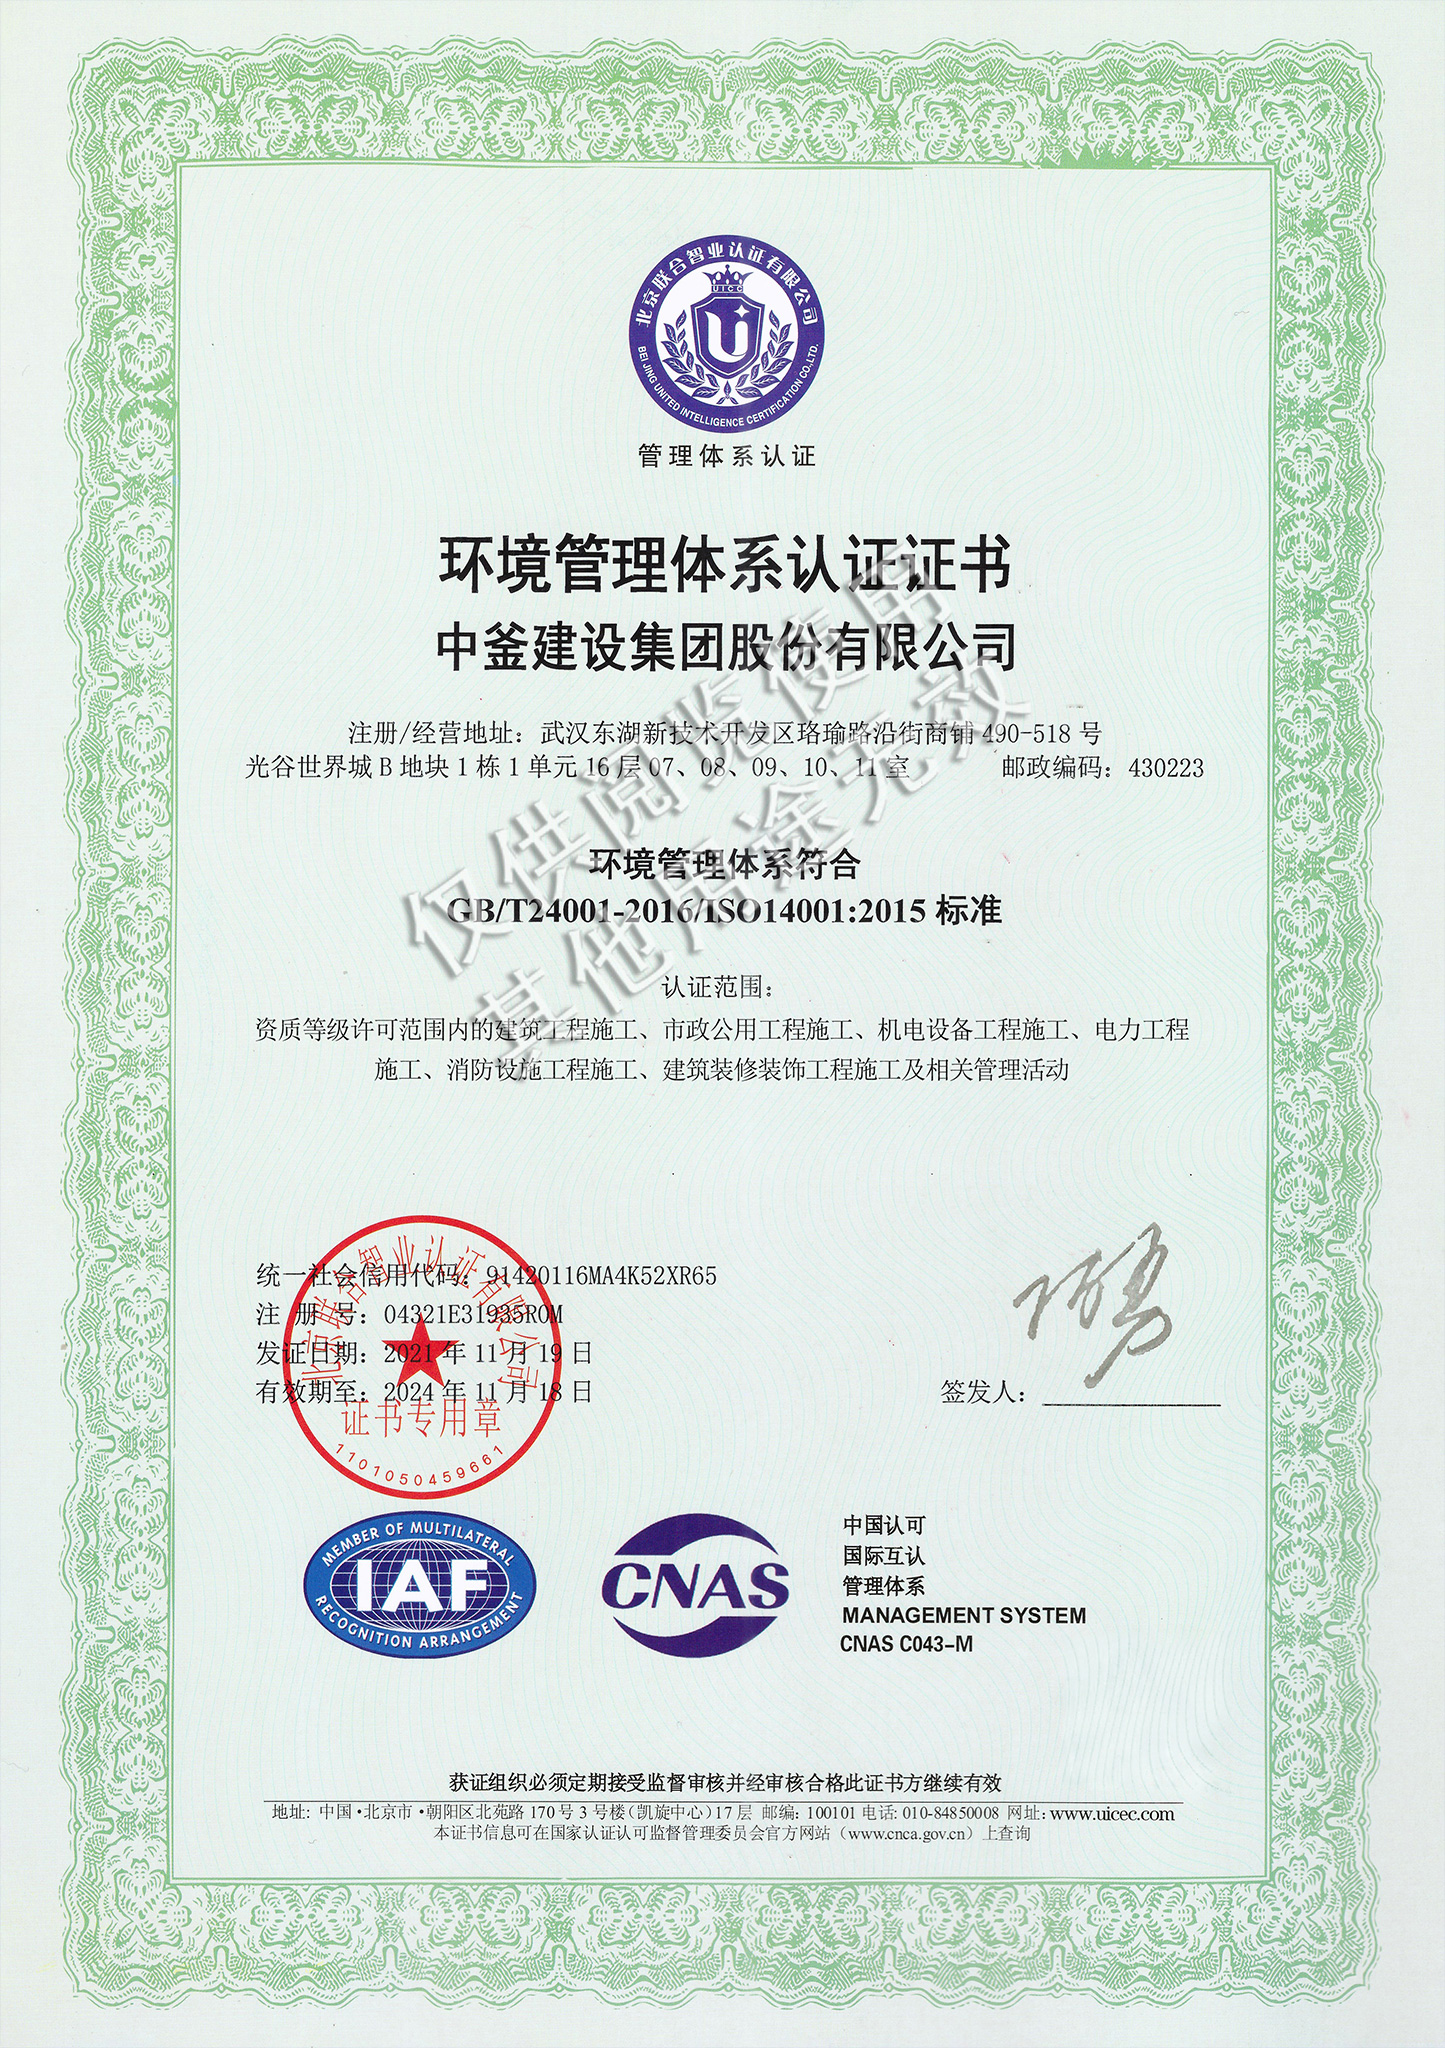 北京联合智业认证有限公司
UICC
U
BEI JING UNITED INTELLIGENCE CERTIFICATION CO.,LTD.
管理体系认证
环境管理体系认证证书
中釜建设集团股份有限公司
注册/经营地址：武汉东湖新技术开发区珞瑜路沿街商铺 490-518 号
光谷世界城 B 地块 1 栋 1 单元 16 层 07、08、09、10、11 室 邮政编码：430223
环境管理体系符合
GB/T24001-2016/ISO14001:2015 标准
仅供阅览使用
其他用途无效
认证范围：
资质等级许可范围内的建筑工程施工、市政公用工程施工、机电设备工程施工、电力工程
施工、消防设施工程施工、建筑装修装饰工程施工及相关管理活动
统一社会信用代码：91420116MA4K52XR65
注 册 号：04321E31935R0M
发证日期：2021 年 11 月 19 日
有效期至：2024 年 11 月 18 日
北京联合智业认证有限公司
证书专用章
1101050459661
签发人：
MEMBER OF MULTILATERAL
IAF
RECOGNITION ARRANGEMENT
CNAS
中国认可
国际互认
管理体系
MANAGEMENT SYSTEM
CNAS C043-M
获证组织必须定期接受监督审核并经审核合格此证书方继续有效
地址: 中国·北京市·朝阳区北苑路 170 号 3 号楼（凯旋中心）17 层 邮编: 100101 电话: 010-84850008 网址: www.uicec.com
本证书信息可在国家认证认可监督管理委员会官方网站（www.cnca.gov.cn）上查询